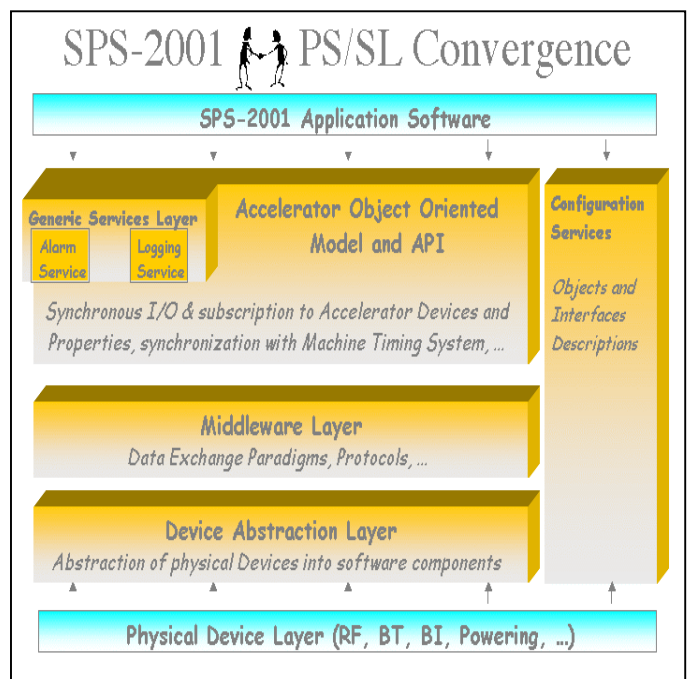 SPS-2001 PS/SL Convergence
SPS-2001 Application Software
Generic Services Layer
Alarm
Service
Logging
Service
Accelerator Object Oriented
Model and API
Synchronous I/O & subscription to Accelerator Devices and
Properties, synchronization with Machine Timing System, ...
Configuration
Services
Objects and
Interfaces
Descriptions
Middleware Layer
Data Exchange Paradigms, Protocols, ...
Device Abstraction Layer
Abstraction of physical Devices into software components
Physical Device Layer (RF, BT, BI, Powering, ...)